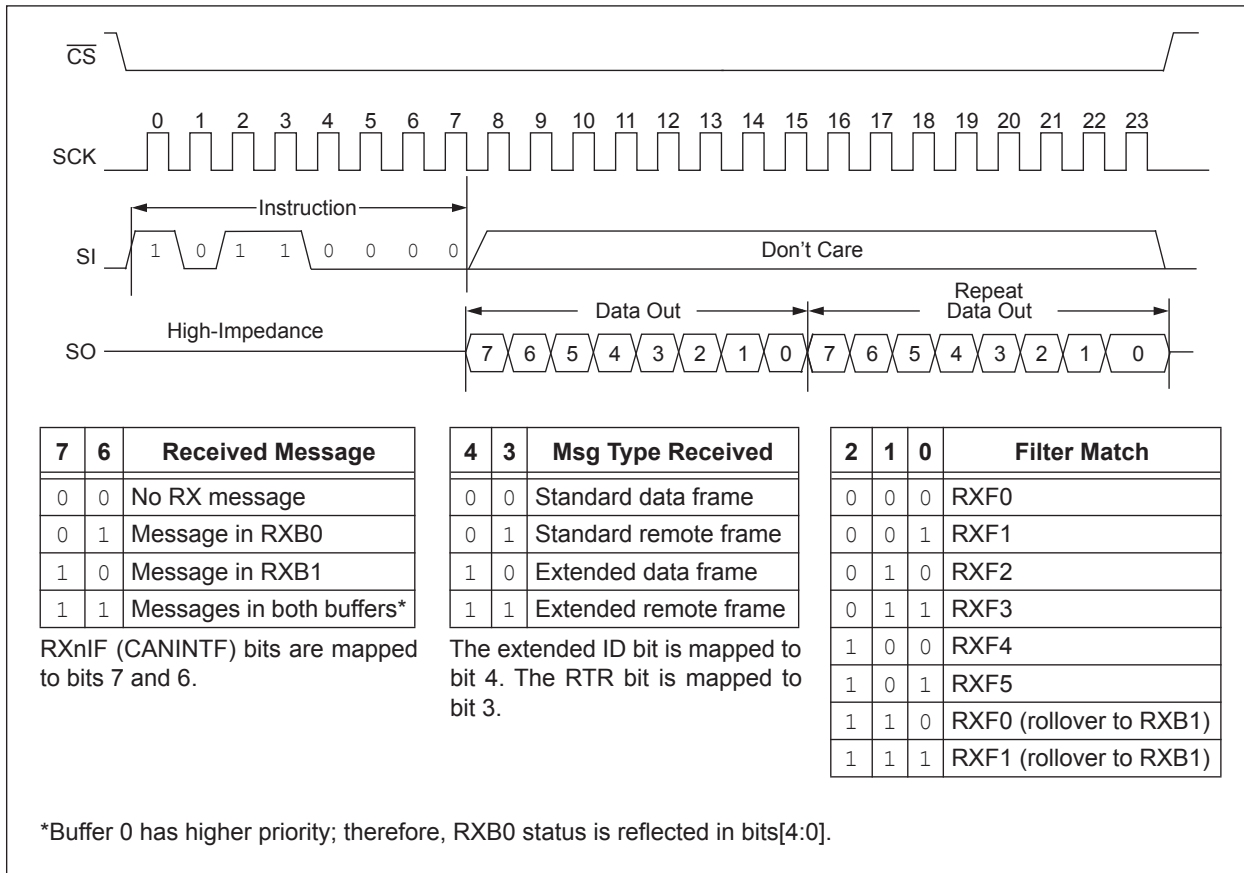 CS
0 1 2 3 4 5 6 7 8 9 10 11 12 13 14 15 16 17 18 19 20 21 22 23
SCK
Instruction
SI 1 0 1 1 0 0 0 0 Don't Care
Repeat
Data Out Data Out
High-Impedance
SO 7 6 5 4 3 2 1 0 7 6 5 4 3 2 1 0
7 6 Received Message
0 0 No RX message
0 1 Message in RXB0
1 0 Message in RXB1
1 1 Messages in both buffers*
RXnIF (CANINTF) bits are mapped
to bits 7 and 6.
4 3 Msg Type Received
0 0 Standard data frame
0 1 Standard remote frame
1 0 Extended data frame
1 1 Extended remote frame
The extended ID bit is mapped to
bit 4. The RTR bit is mapped to
bit 3.
2 1 0 Filter Match
0 0 0 RXF0
0 0 1 RXF1
0 1 0 RXF2
0 1 1 RXF3
1 0 0 RXF4
1 0 1 RXF5
1 1 0 RXF0 (rollover to RXB1)
1 1 1 RXF1 (rollover to RXB1)
*Buffer 0 has higher priority; therefore, RXB0 status is reflected in bits[4:0].